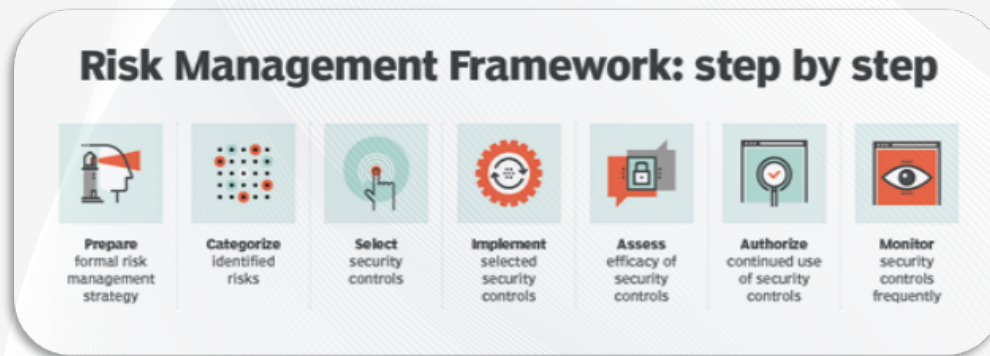 Risk Management Framework: step by step
Prepare
formal risk
management
strategy
Categorize
identified
risks
Select
security
controls
Implement
selected
security
controls
Assess
efficacy of
security
controls
Authorize
continued use
of security
controls
Monitor
security
controls
frequently